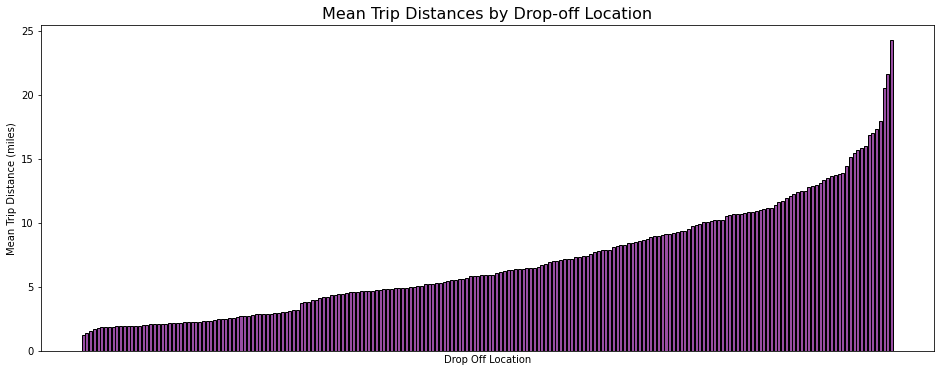 Mean Trip Distances by Drop-off Location
25
20
15
10
5
0
Mean Trip Distance (miles)
Drop Off Location